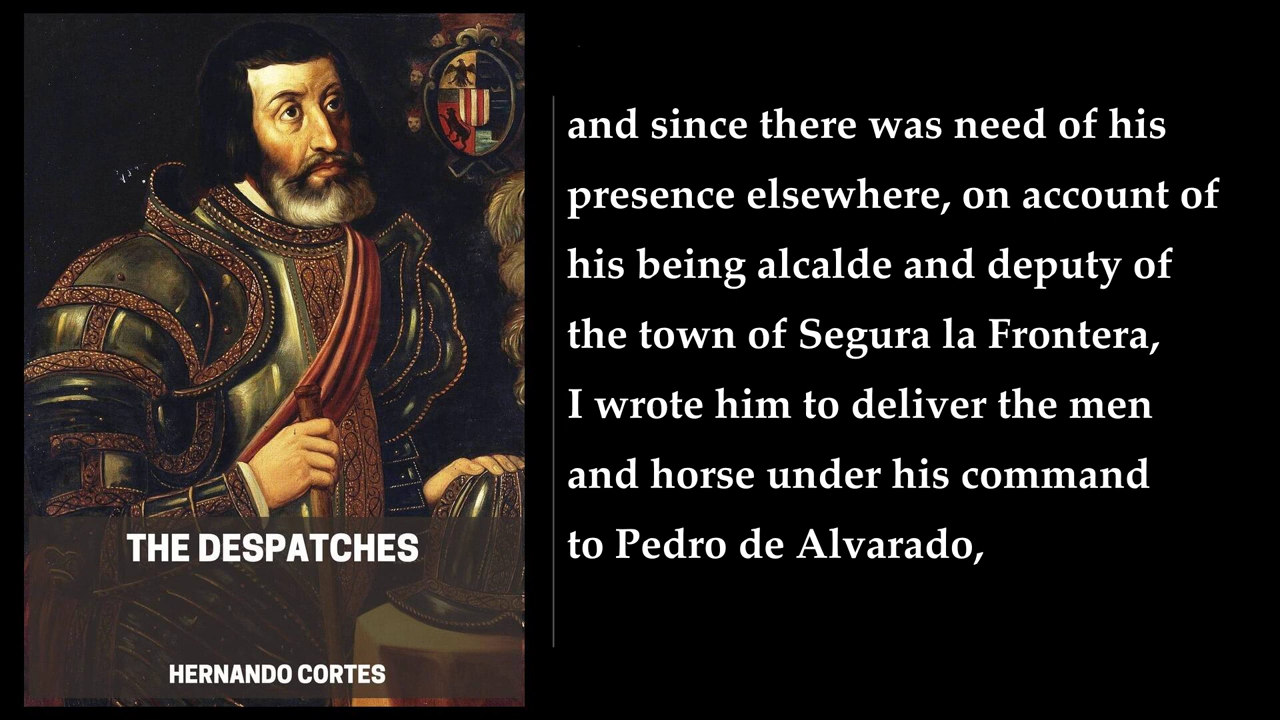 THE DESPATCHES
HERNANDO CORTES
and since there was need of his
presence elsewhere, on account of
his being alcalde and deputy of
the town of Segura la Frontera,
I wrote him to deliver the men
and horse under his command
to Pedro de Alvarado,